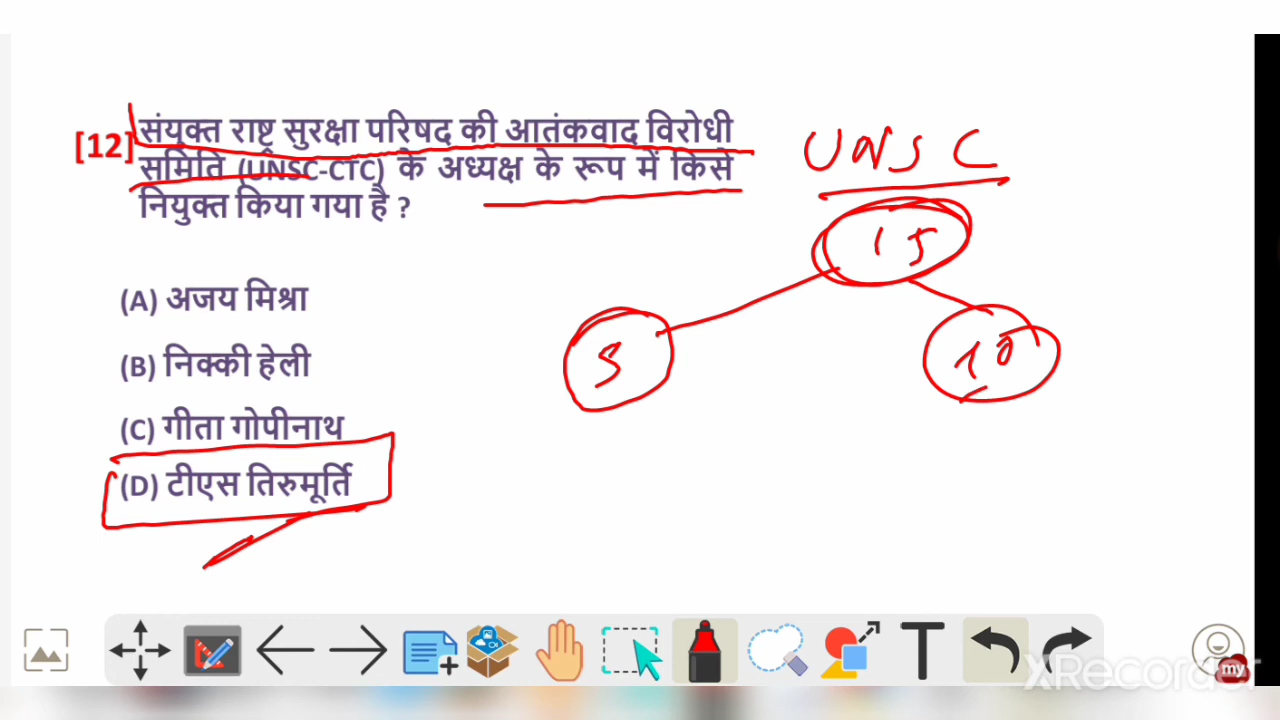 [12] संयुक्त राष्ट्र सुरक्षा परिषद की आतंकवाद विरोधी
समिति (UNSC-CTC) के अध्यक्ष के रूप में किसे
नियुक्त किया गया है ?
(A) अजय मिश्रा
(B) निक्की हेली
(C) गीता गोपीनाथ
(D) टीएस तिरुमूर्ति
UNSC
15
5
10
T
XRecorder
my